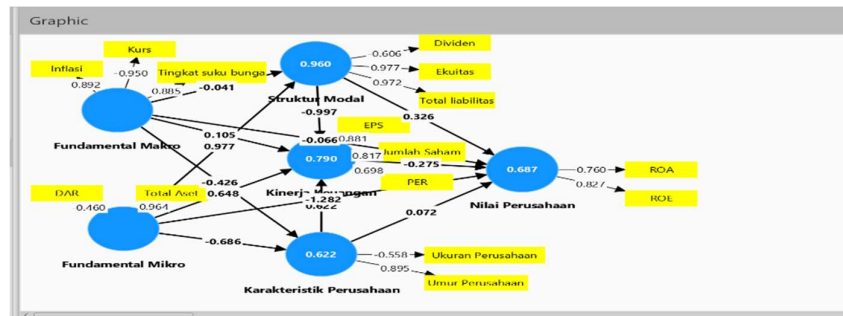 Graphic
Kurs
Dividen
-0.606
Inflasi
-0.950
Tingkat suku bunga
0.960
0.977
Ekuitas
0.892
0.885
-0.041
0.972
Struktur Modal
Total liabilitas
-0.997
0.326
EPS
0.105
-0.066
0.881
Fundamental Makro
0.977
0.790
0.817
Jumlah Saham
-0.275
0.687
0.760
ROA
0.698
DAR
Total Aset
-0.426
0.648
Kinerja Keuangan
PER
0.827
ROE
0.460
0.964
-1.282
0.622
Nilai Perusahaan
0.072
-0.686
0.622
-0.558
Ukuran Perusahaan
Fundamental Mikro
0.895
Umur Perusahaan
Karakteristik Perusahaan